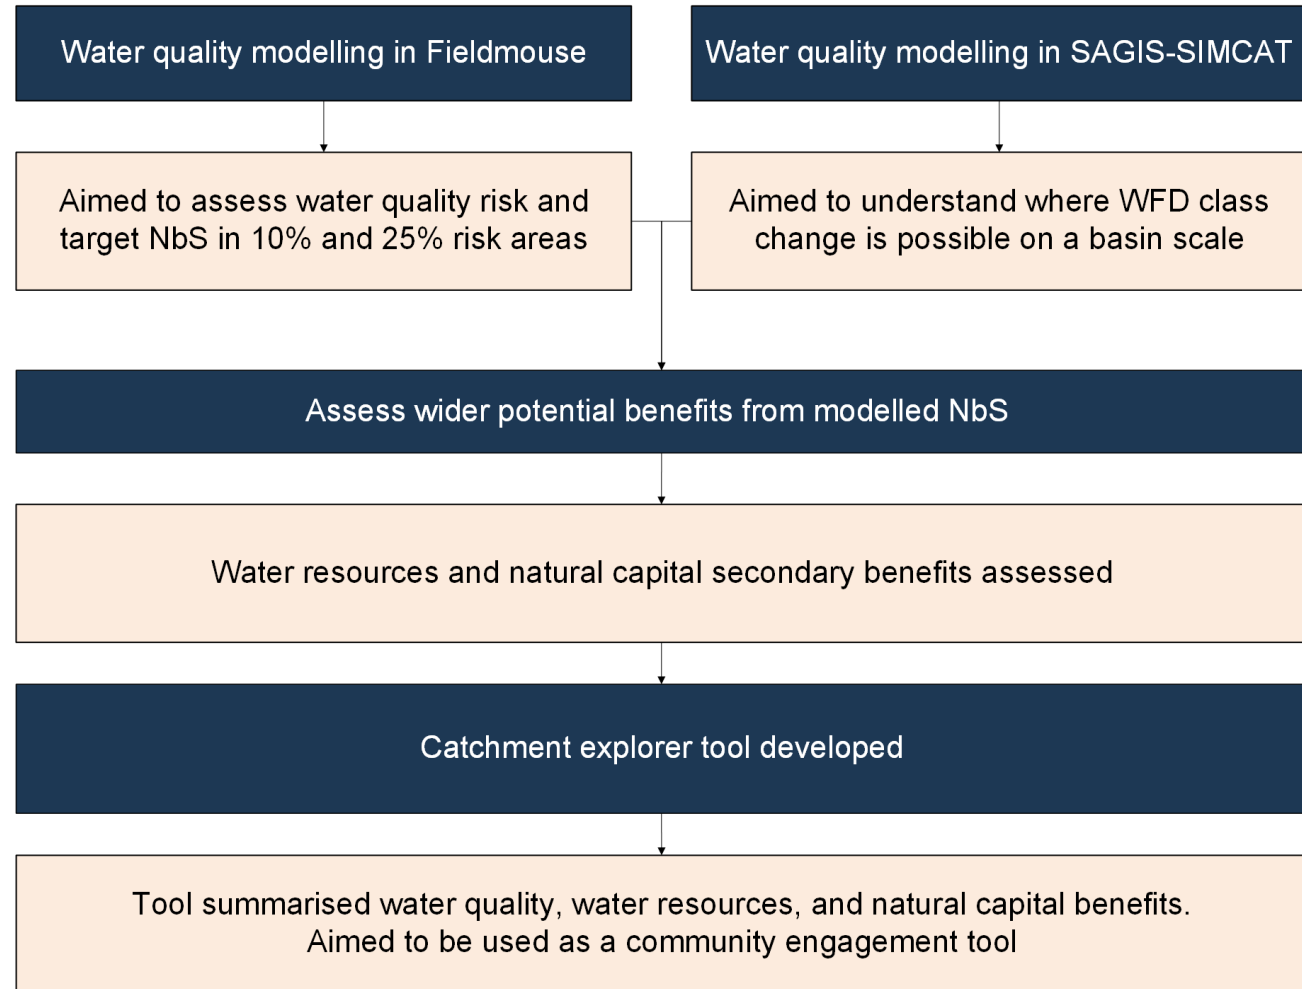 Water quality modelling in Fieldmouse
Water quality modelling in SAGIS-SIMCAT
Aimed to assess water quality risk and
target NbS in 10% and 25% risk areas
Aimed to understand where WFD class
change is possible on a basin scale
Assess wider potential benefits from modelled NbS
Water resources and natural capital secondary benefits assessed
Catchment explorer tool developed
Tool summarised water quality, water resources, and natural capital benefits.
Aimed to be used as a community engagement tool